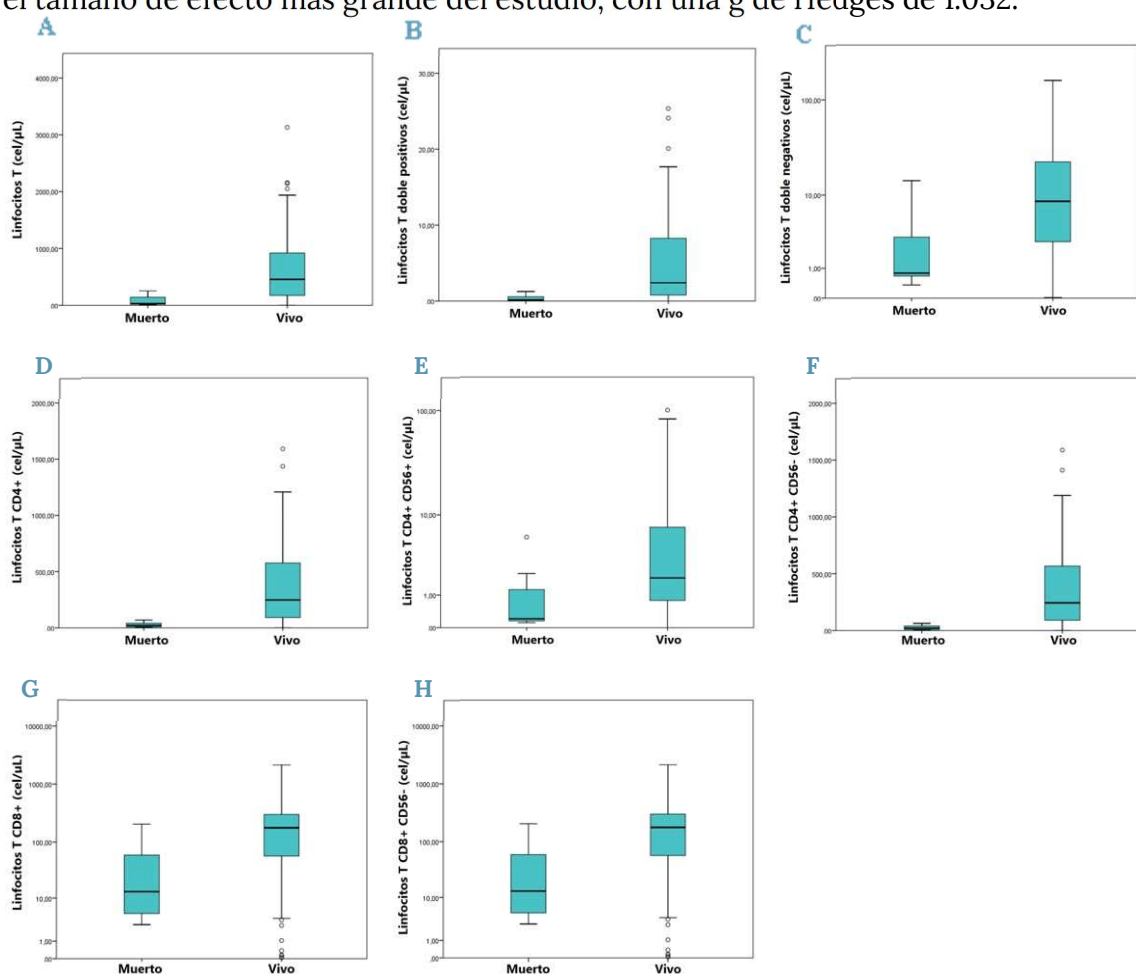 el tamaño de efecto más grande del estudio, con una g de Hedges de 1.032.
A
Linfocitos T (cel/µL)
4000,00
3000,00
2000,00
1000,00
,00
Muerto Vivo
B
Linfocitos T doble positivos (cel/µL)
30,00
20,00
10,00
,00
Muerto Vivo
C
Linfocitos T doble negativos (cel/µL)
100,00
10,00
1,00
,00
Muerto Vivo
D
Linfocitos T CD4+ (cel/µL)
2000,00
1500,00
1000,00
500,00
,00
Muerto Vivo
E
Linfocitos T CD4+ CD56+ (cel/µL)
100,00
10,00
1,00
,00
Muerto Vivo
F
Linfocitos T CD4+ CD56- (cel/µL)
2000,00
1500,00
1000,00
500,00
,00
Muerto Vivo
G
Linfocitos T CD8+ (cel/uL)
10000,00
1000,00
100,00
10,00
1,00
,00
Muerto Vivo
H
Linfocitos T CD8+ CD56- (cel/µL)
10000,00
1000,00
100,00
10,00
1,00
,00
Muerto Vivo